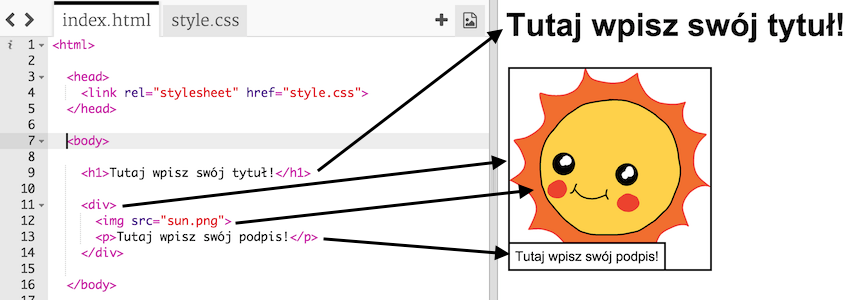 index.html style.css
i 1 <html>
2
3 <head>
4 <link rel="stylesheet" href="style.css">
5 </head>
6
7 <body>
8
9 <h1>Tutaj wpisz swój tytuł!</h1>
10
11 <div>
12 <img src="sun.png">
13 <p>Tutaj wpisz swój podpis!</p>
14 </div>
15
16 </body>
Tutaj wpisz swój tytuł!
Tutaj wpisz swój podpis!